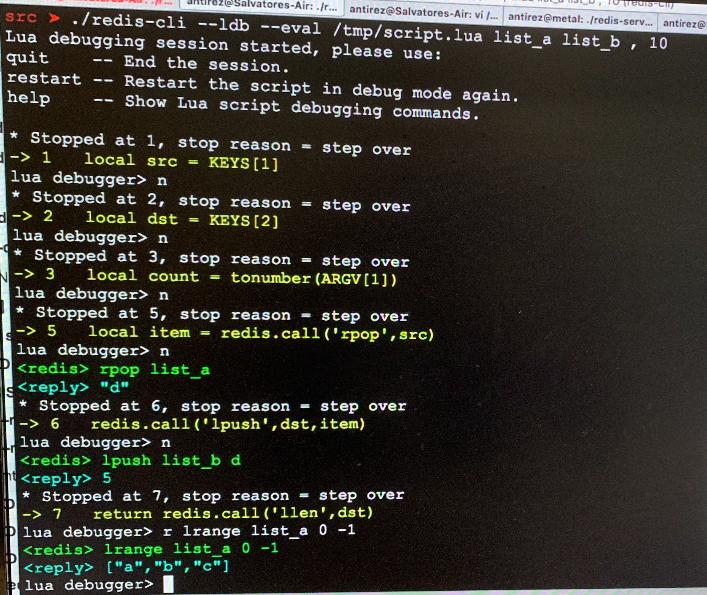 antirez@Salvatores-Air: ./r...
antirez@Salvatores-Air: vi /...
antirez@metal: ./redis-serv...
antirez@
src > ./redis-cli --ldb --eval /tmp/script.lua list_a list_b , 10
Lua debugging session started, please use:
quit    -- End the session.
restart -- Restart the script in debug mode again.
help    -- Show Lua script debugging commands.
* Stopped at 1, stop reason = step over
-> 1   local src = KEYS[1]
lua debugger> n
* Stopped at 2, stop reason = step over
-> 2   local dst = KEYS[2]
lua debugger> n
* Stopped at 3, stop reason = step over
-> 3   local count = tonumber(ARGV[1])
lua debugger> n
* Stopped at 5, stop reason = step over
-> 5   local item = redis.call('rpop',src)
lua debugger> n
<redis> rpop list_a
<reply> "d"
* Stopped at 6, stop reason = step over
-> 6   redis.call('lpush',dst,item)
lua debugger> n
<redis> lpush list_b d
<reply> 5
* Stopped at 7, stop reason = step over
-> 7   return redis.call('llen',dst)
lua debugger> r lrange list_a 0 -1
<redis> lrange list_a 0 -1
<reply> ["a","b","c"]
lua debugger>